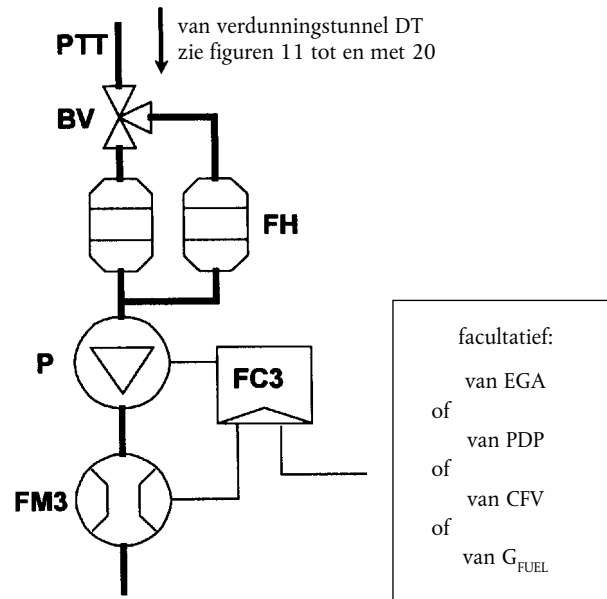 van verdunningstunnel DT
zie figuren 11 tot en met 20
PTT
BV
FH
P
FC3
FM3
facultatief:
van EGA
of
van PDP
of
van CFV
of
van G_FUEL